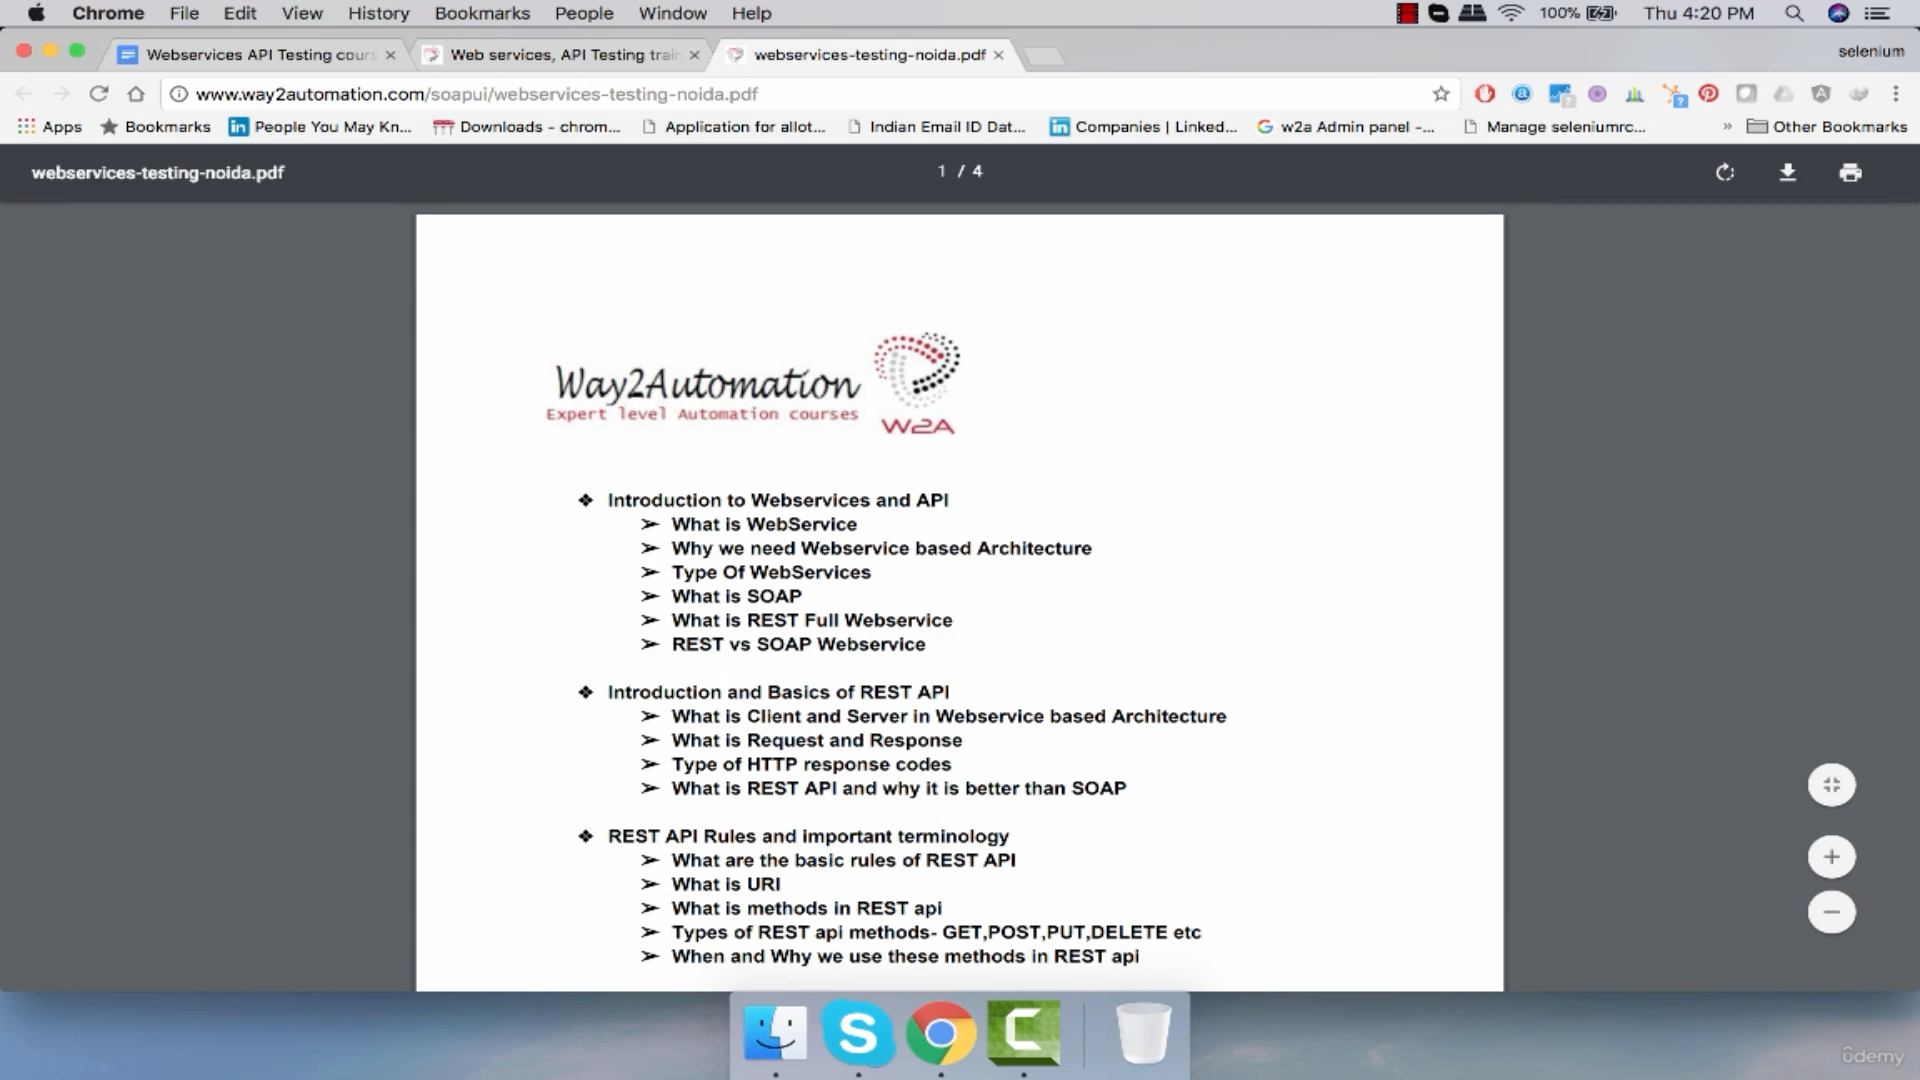 Chrome File Edit View History Bookmarks People Window Help 100% Thu 4:20 PM
Webservices API Testing cours Web services, API Testing train webservices-testing-noida.pdf selenium
www.way2automation.com/soapui/webservices-testing-noida.pdf
Apps Bookmarks People You May Kn... Downloads - chrom... Application for allot... Indian Email ID Dat... Companies | Linked... w2a Admin panel -... Manage seleniumrc... » Other Bookmarks
webservices-testing-noida.pdf 1 / 4
Way2Automation
Expert level Automation courses
W2A
❖ Introduction to Webservices and API
➢ What is WebService
➢ Why we need Webservice based Architecture
➢ Type Of WebServices
➢ What is SOAP
➢ What is REST Full Webservice
➢ REST vs SOAP Webservice
❖ Introduction and Basics of REST API
➢ What is Client and Server in Webservice based Architecture
➢ What is Request and Response
➢ Type of HTTP response codes
➢ What is REST API and why it is better than SOAP
❖ REST API Rules and important terminology
➢ What are the basic rules of REST API
➢ What is URI
➢ What is methods in REST api
➢ Types of REST api methods- GET,POST,PUT,DELETE etc
➢ When and Why we use these methods in REST api
udemy